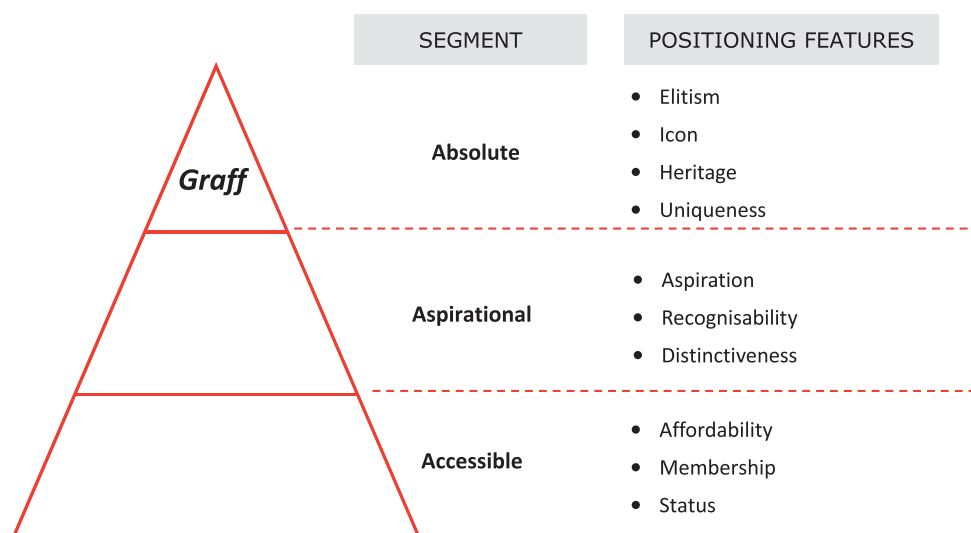 SEGMENT
POSITIONING FEATURES
Graff
Absolute
• Elitism
• Icon
• Heritage
• Uniqueness
Aspirational
• Aspiration
• Recognisability
• Distinctiveness
Accessible
• Affordability
• Membership
• Status